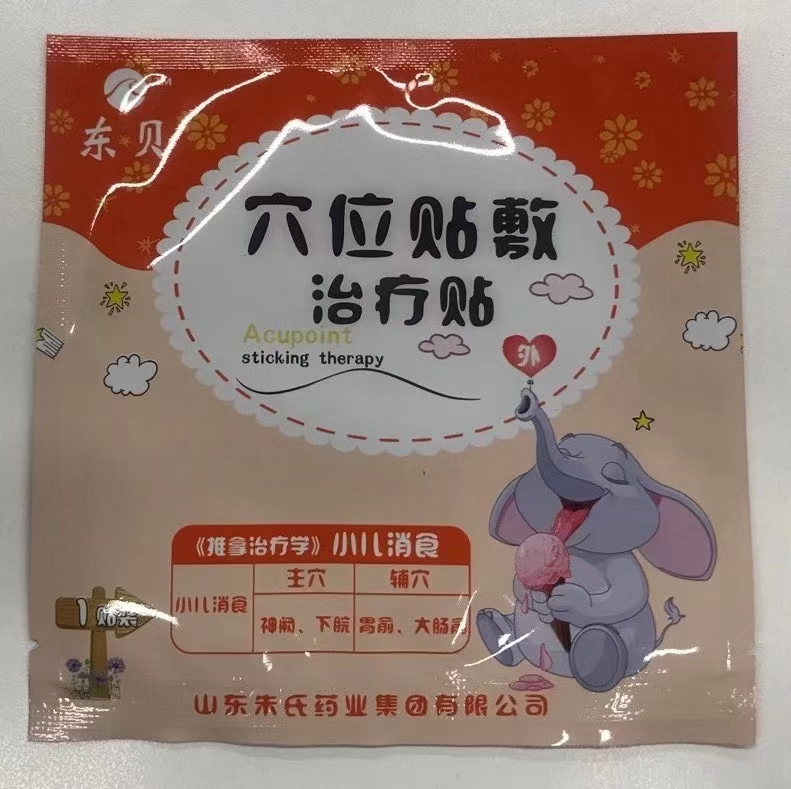 东贝
穴位贴敷
治疗贴
Acupoint
sticking therapy
外
《推拿治疗学》小儿消食
主穴 辅穴
小儿消食
神阙、下脘 胃俞、大肠俞
1贴装
山东朱氏药业集团有限公司